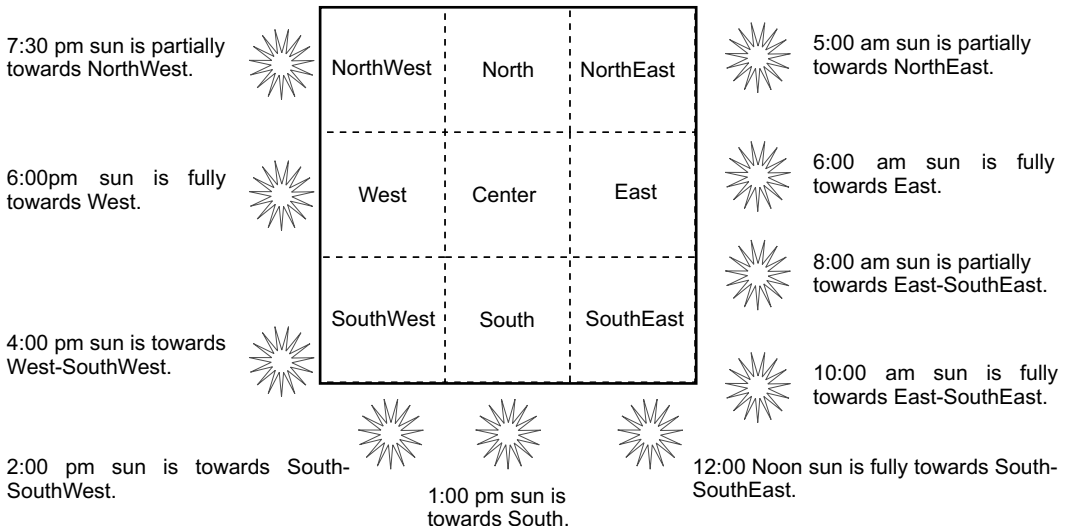 7:30 pm sun is partially
towards NorthWest.
NorthWest
North
NorthEast
5:00 am sun is partially
towards NorthEast.
6:00pm sun is fully
towards West.
West
Center
East
6:00 am sun is fully
towards East.
8:00 am sun is partially
towards East-SouthEast.
4:00 pm sun is towards
West-SouthWest.
SouthWest
South
SouthEast
10:00 am sun is fully
towards East-SouthEast.
2:00 pm sun is towards South-
SouthWest.
1:00 pm sun is
towards South.
12:00 Noon sun is fully towards South-
SouthEast.